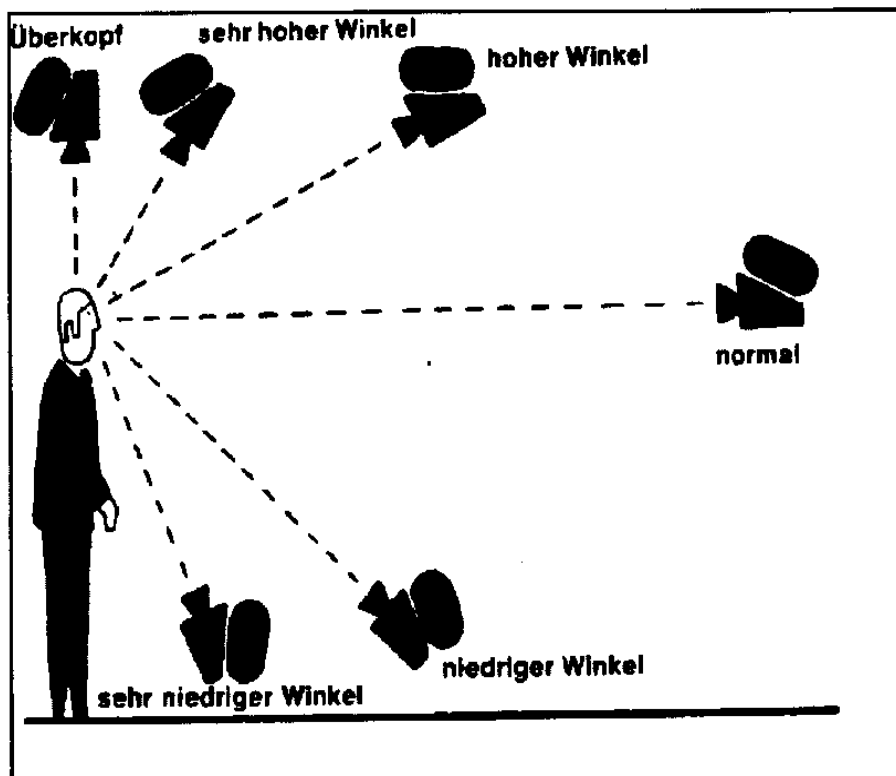 Überkopf
sehr hoher Winkel
hoher Winkel
normal
niedriger Winkel
sehr niedriger Winkel